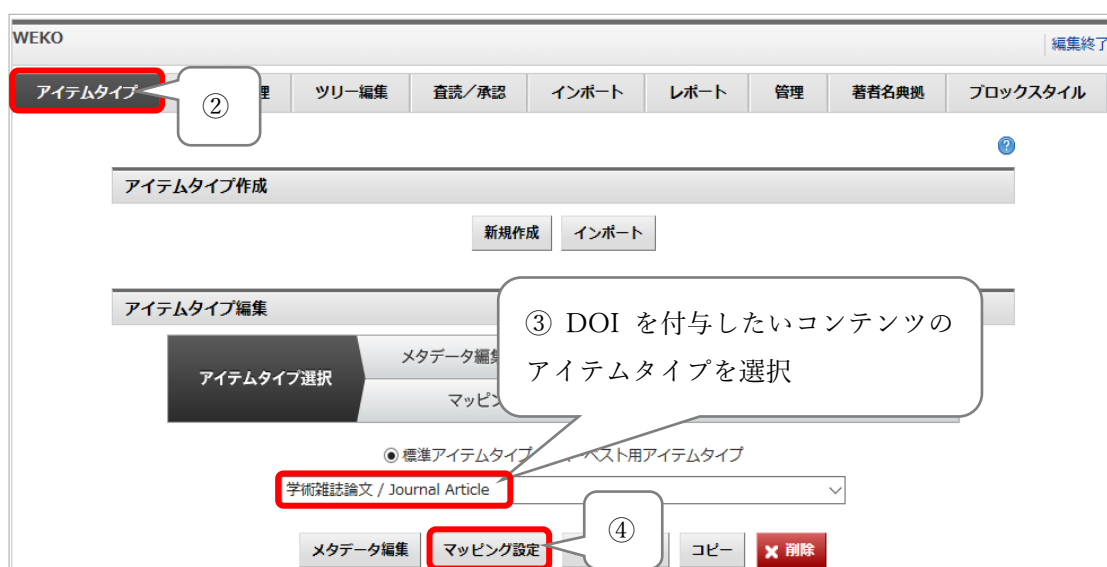 WEKO
編集終了
アイテムタイプ ② 理 ツリー編集 査読／承認 インポート レポート 管理 著者名典拠 ブロックスタイル
?
アイテムタイプ作成
新規作成 インポート
アイテムタイプ編集
③ DOI を付与したいコンテンツの
アイテムタイプを選択
アイテムタイプ選択
メタデータ編集
マッピン
標準アイテムタイプ ベスト用アイテムタイプ
学術雑誌論文 / Journal Article
④
メタデータ編集 マッピング設定 コピー 削除